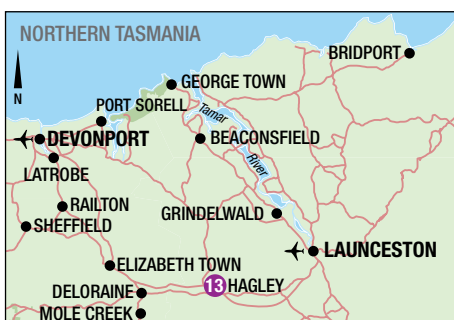 NORTHERN TASMANIA
BRIDPORT
N
GEORGE TOWN
PORT SORELL
Tamar
DEVONPORT
BEACONSFIELD
LATROBE
River
RAILTON
GRINDELWALD
SHEFFIELD
LAUNCESTON
ELIZABETH TOWN
13 HAGLEY
DELORAINE
MOLE CREEK